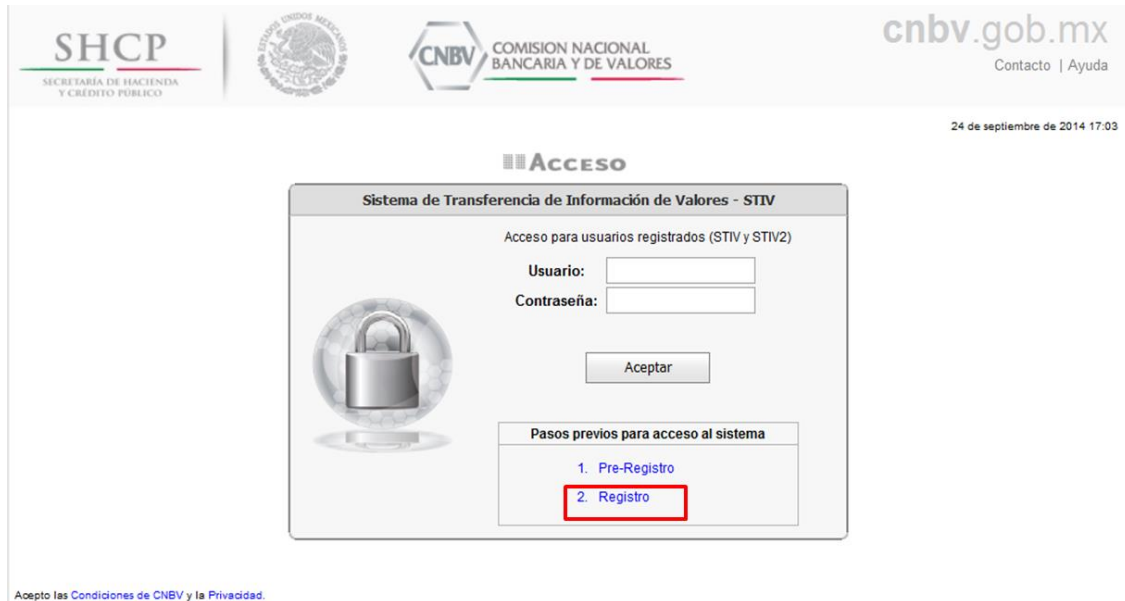 SHCP
SECRETARÍA DE HACIENDA
Y CRÉDITO PÚBLICO
ESTADOS UNIDOS MEXICANOS
CNBV
COMISION NACIONAL
BANCARIA Y DE VALORES
cnbv.gob.mx
Contacto | Ayuda
24 de septiembre de 2014 17:03
Acceso
Sistema de Transferencia de Información de Valores - STIV
Acceso para usuarios registrados (STIV y STIV2)
Usuario:
Contraseña:
Aceptar
Pasos previos para acceso al sistema
1. Pre-Registro
2. Registro
Acepto las Condiciones de CNBV y la Privacidad.